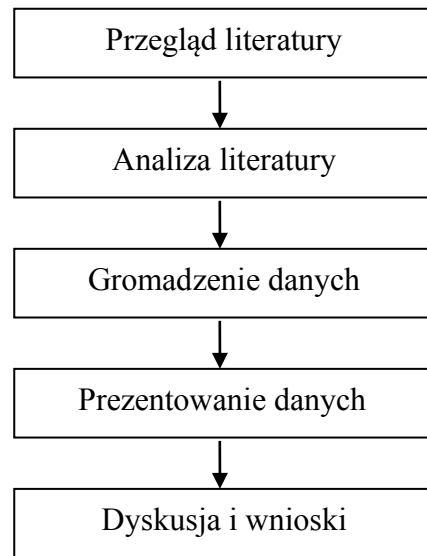 Przegląd literatury
Analiza literatury
Gromadzenie danych
Prezentowanie danych
Dyskusja i wnioski